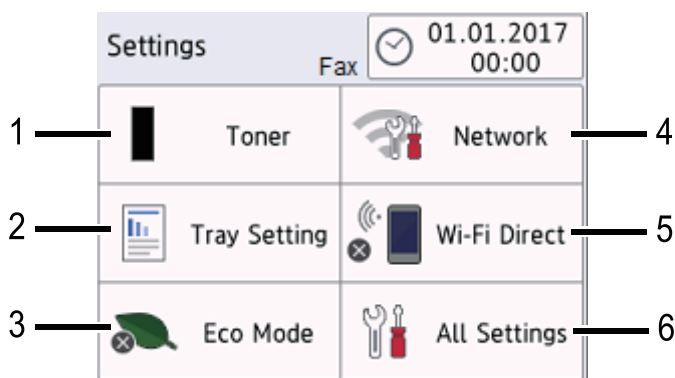 Settings
Fax
01.01.2017
00:00
1
Toner
Network
4
2
Tray Setting
Wi-Fi Direct
5
3
Eco Mode
All Settings
6